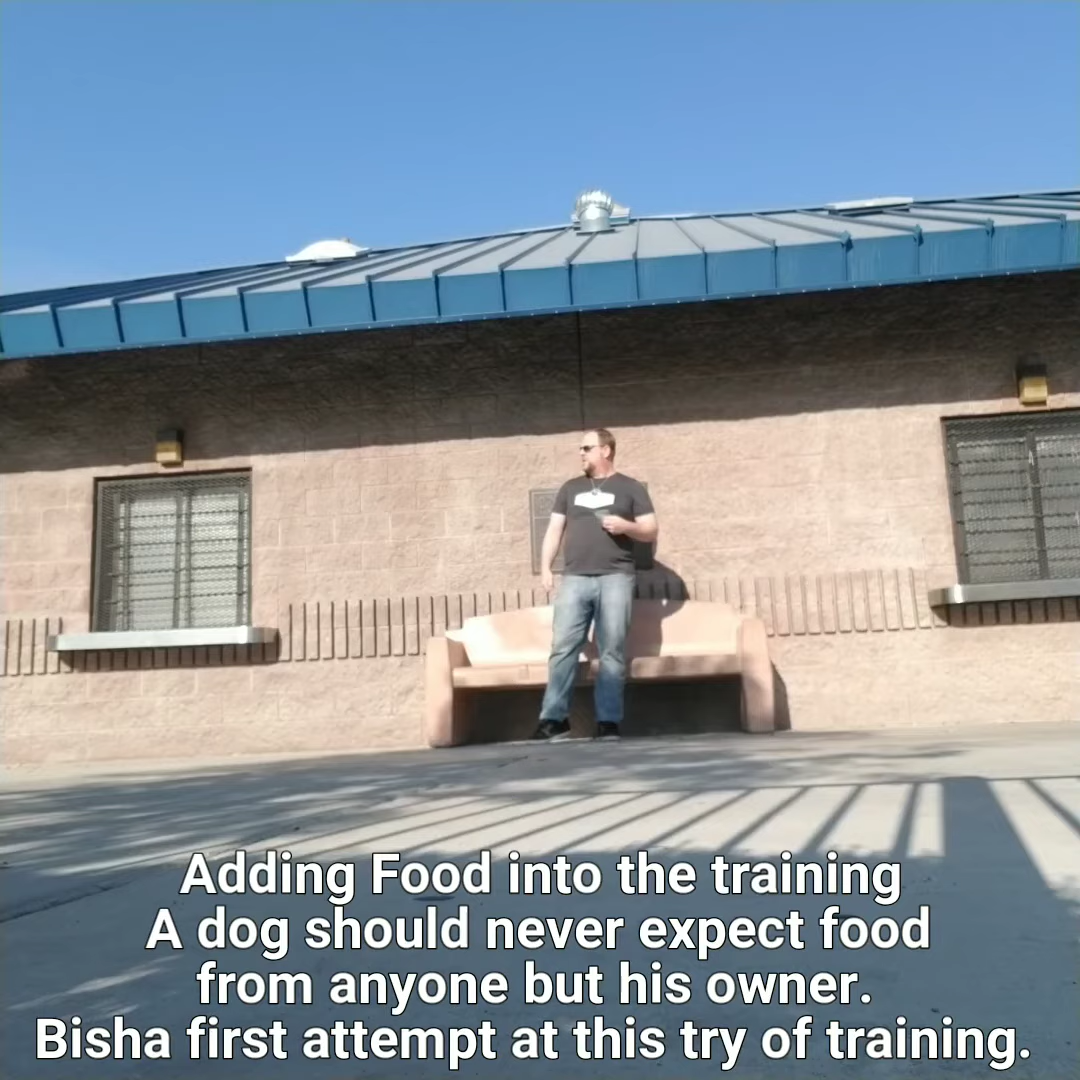 Adding Food into the training
A dog should never expect food
from anyone but his owner.
Bisha first attempt at this try of training.